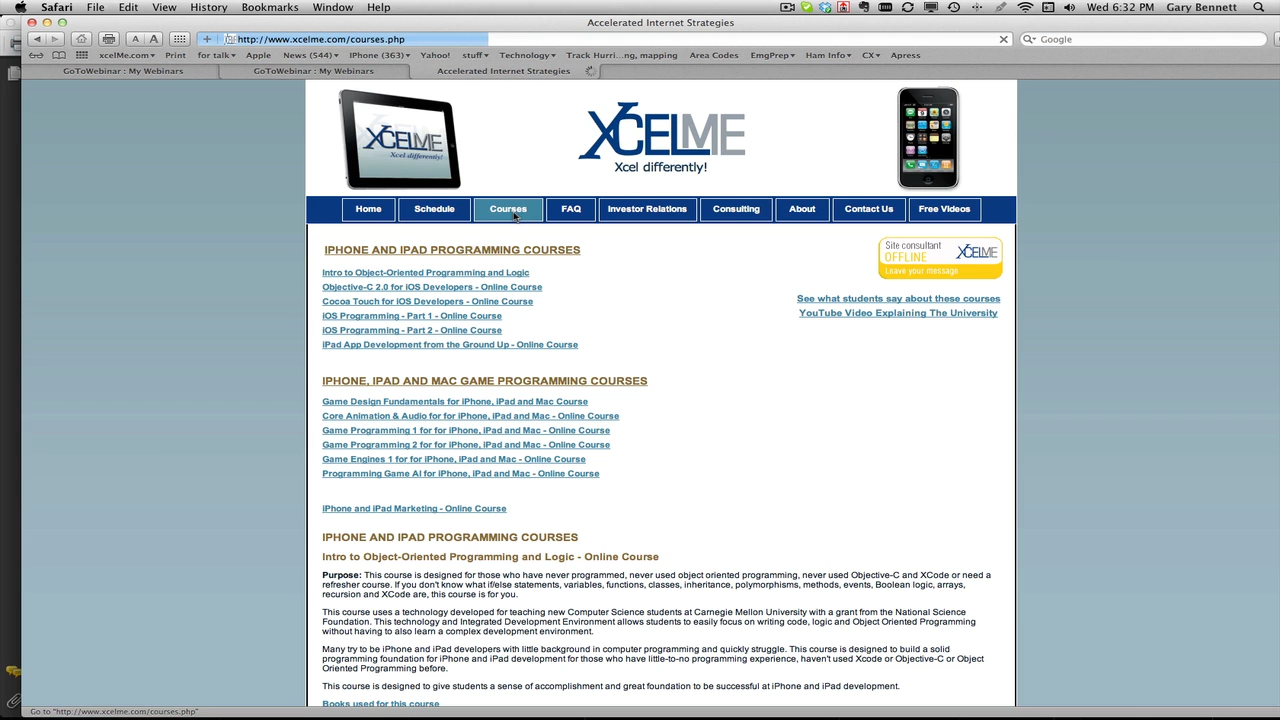 Safari File Edit View History Bookmarks Window Help Wed 6:32 PM Gary Bennett
Accelerated Internet Strategies
http://www.xcelme.com/courses.php Google
xcelMe.com Print for talk Apple News (544) IPhone (363) Yahoo! stuff Technology Track Hurri...ng, mapping Area Codes EmgPrep Ham Info CX Apress
GoToWebinar : My Webinars GoToWebinar : My Webinars Accelerated Internet Strategies
XCELME
Xcel differently!
XCELME
Xcel differently!
Home Schedule Courses FAQ Investor Relations Consulting About Contact Us Free Videos
IPHONE AND IPAD PROGRAMMING COURSES
Site consultant
OFFLINE
Leave your message
XCELME
Intro to Object-Oriented Programming and Logic
Objective-C 2.0 for iOS Developers - Online Course
Cocoa Touch for iOS Developers - Online Course
iOS Programming - Part 1 - Online Course
iOS Programming - Part 2 - Online Course
iPad App Development from the Ground Up - Online Course
See what students say about these courses
YouTube Video Explaining The University
IPHONE, IPAD AND MAC GAME PROGRAMMING COURSES
Game Design Fundamentals for iPhone, iPad and Mac Course
Core Animation & Audio for for iPhone, iPad and Mac - Online Course
Game Programming 1 for for iPhone, iPad and Mac - Online Course
Game Programming 2 for for iPhone, iPad and Mac - Online Course
Game Engines 1 for for iPhone, iPad and Mac - Online Course
Programming Game AI for iPhone, iPad and Mac - Online Course
iPhone and iPad Marketing - Online Course
IPHONE AND IPAD PROGRAMMING COURSES
Intro to Object-Oriented Programming and Logic - Online Course
Purpose: This course is designed for those who have never programmed, never used object oriented programming, never used Objective-C and XCode or need a
refresher course. If you don't know what if/else statements, variables, functions, classes, inheritance, polymorphisms, methods, events, Boolean logic, arrays,
recursion and XCode are, this course is for you.
This course uses a technology developed for teaching new Computer Science students at Carnegie Mellon University with a grant from the National Science
Foundation. This technology and Integrated Development Environment allows students to easily focus on writing code, logic and Object Oriented Programming
without having to also learn a complex development environment.
Many try to be iPhone and iPad developers with little background in computer programming and quickly struggle. This course is designed to build a solid
programming foundation for iPhone and iPad development for those who have little-to-no programming experience, haven't used Xcode or Objective-C or Object
Oriented Programming before.
This course is designed to give students a sense of accomplishment and great foundation to be successful at iPhone and iPad development.
Books used for this course
Go to "http://www.xcelme.com/courses.php"